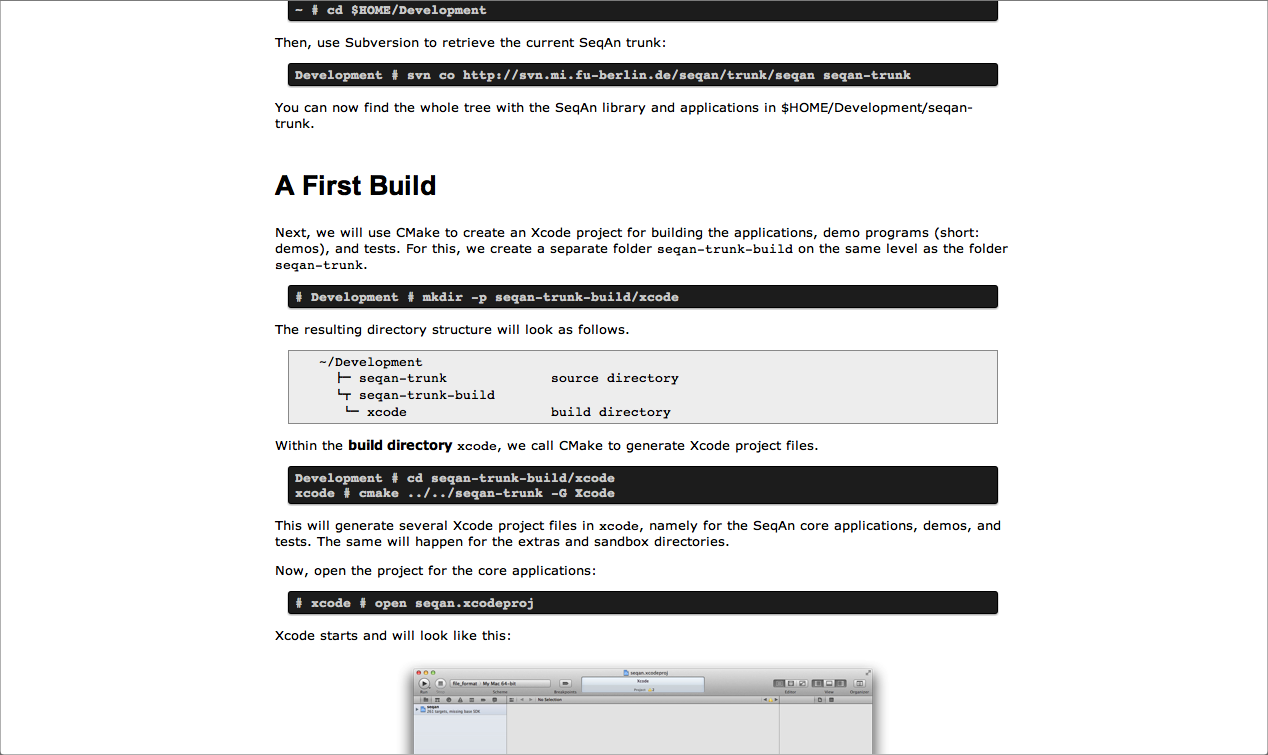 ~ # cd $HOME/Development
Then, use Subversion to retrieve the current SeqAn trunk:
Development # svn co http://svn.mi.fu-berlin.de/seqan/trunk/seqan seqan-trunk
You can now find the whole tree with the SeqAn library and applications in $HOME/Development/seqan-
trunk.
A First Build
Next, we will use CMake to create an Xcode project for building the applications, demo programs (short:
demos), and tests. For this, we create a separate folder seqan-trunk-build on the same level as the folder
seqan-trunk.
# Development # mkdir -p seqan-trunk-build/xcode
The resulting directory structure will look as follows.
~/Development
├─ seqan-trunk source directory
└┬ seqan-trunk-build
└─ xcode build directory
Within the build directory xcode, we call CMake to generate Xcode project files.
Development # cd seqan-trunk-build/xcode
xcode # cmake ../../seqan-trunk -G Xcode
This will generate several Xcode project files in xcode, namely for the SeqAn core applications, demos, and
tests. The same will happen for the extras and sandbox directories.
Now, open the project for the core applications:
# xcode # open seqan.xcodeproj
Xcode starts and will look like this:
seqan.xcodeproj
file_format My Mac 64-bit
Xcode
Project
Run Stop Scheme Breakpoints Editor View Organizer
No Selection
seqan
261 targets, missing base SDK